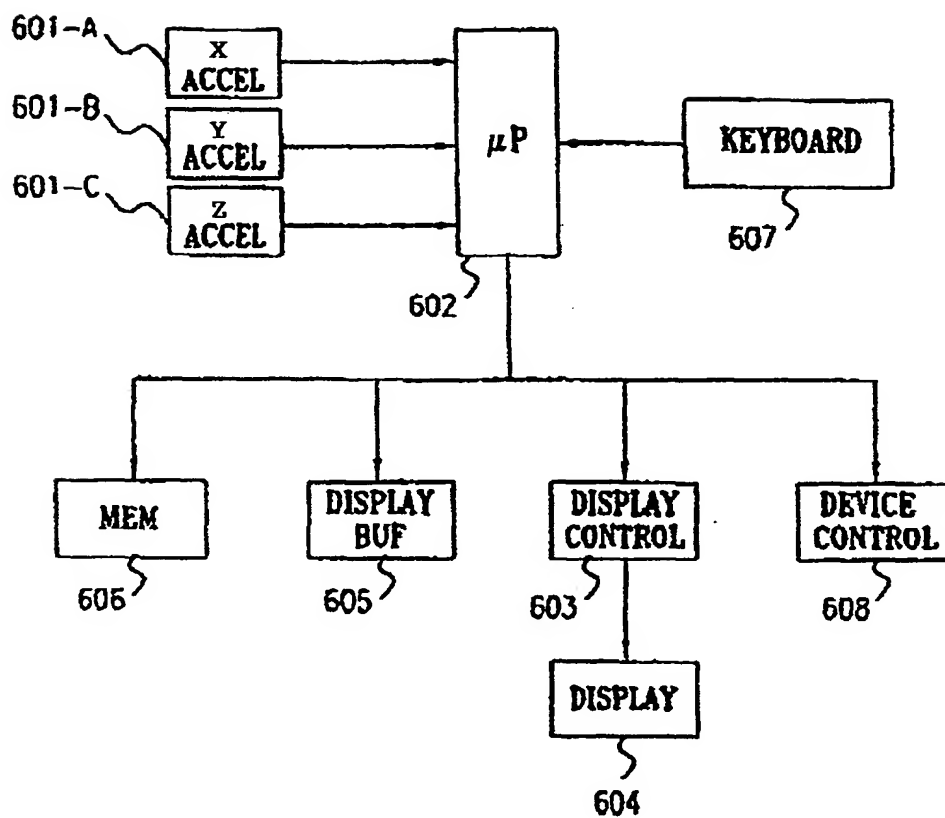 601-A
X
ACCEL
601-B
Y
ACCEL
601-C
Z
ACCEL
μP
602
KEYBOARD
607
MEM
606
DISPLAY
BUF
605
DISPLAY
CONTROL
603
DEVICE
CONTROL
608
DISPLAY
604